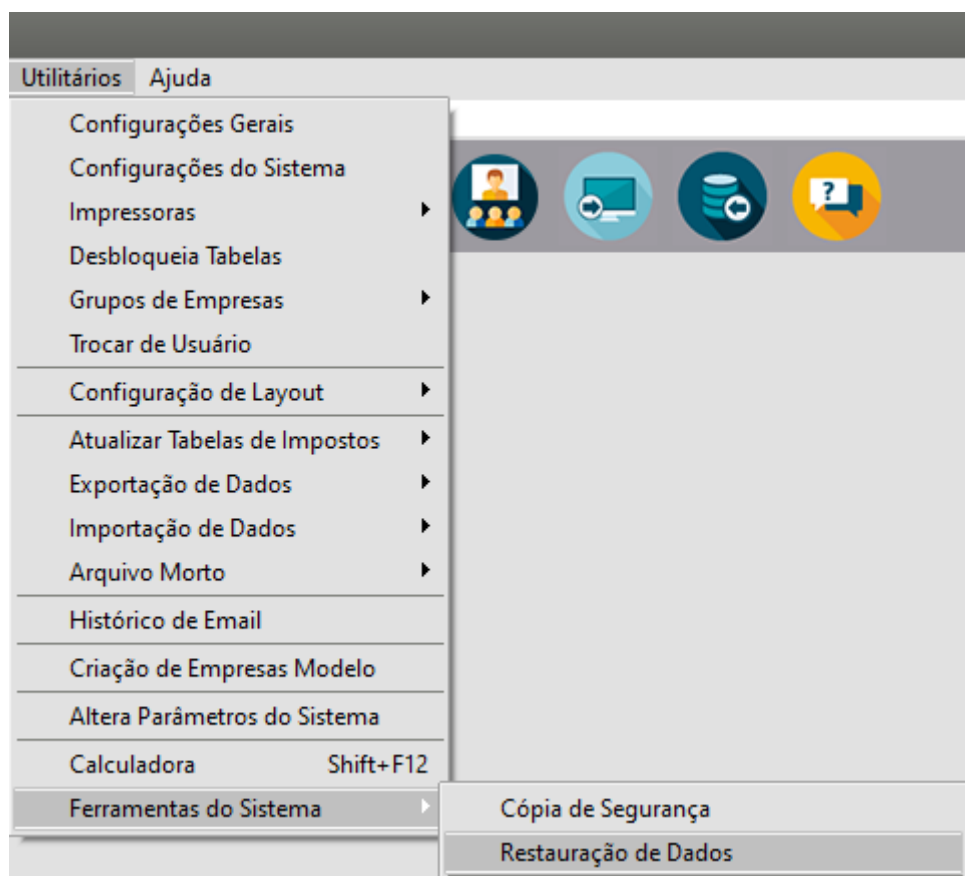 Utilitários Ajuda
Configurações Gerais
Configurações do Sistema
Impressoras
Desbloqueia Tabelas
Grupos de Empresas
Trocar de Usuário
Configuração de Layout
Atualizar Tabelas de Impostos
Exportação de Dados
Importação de Dados
Arquivo Morto
Histórico de Email
Criação de Empresas Modelo
Altera Parâmetros do Sistema
Calculadora Shift+F12
Ferramentas do Sistema
Cópia de Segurança
Restauração de Dados
?